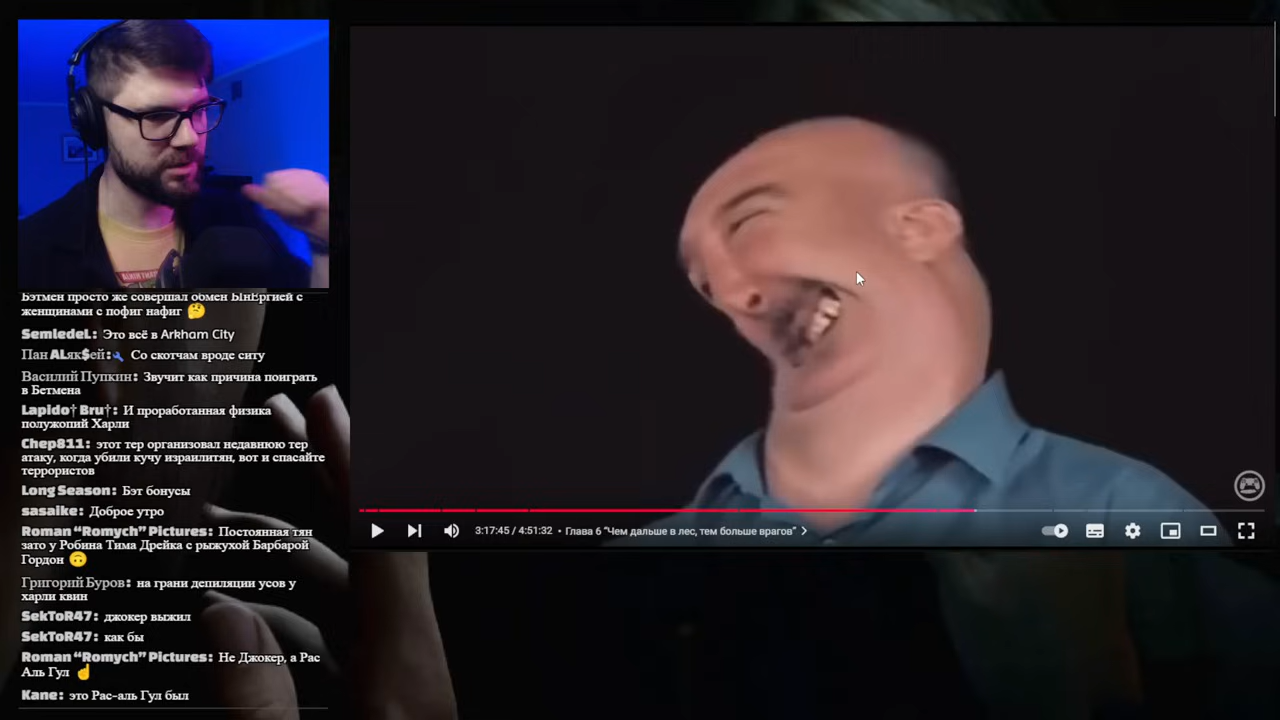 Бэтмен просто же совершал обмен ЫнЕргией с
женщинами с пофиг нафиг 🤔
SemledeL: Это всё в Arkham City
Пан ALяк$ей: Со скотчам вроде ситу
Василий Пупкин: Звучит как причина поиграть
в Бетмена
Lapido† Bru†: И проработанная физика
полужопий Харли
Chep811: этот тер организовал недавнюю тер
атаку, когда убили кучу израилитян, вот и спасайте
террористов
Long Season: Бэт бонусы
sasaike: Доброе утро
Roman “Romych” Pictures: Постоянная тян
зато у Робина Тима Дрейка с рыжухой Барбарой
Гордон 🙃
Григорий Буров: на грани депиляции усов у
харли квин
SekToR47: джокер выжил
SekToR47: как бы
Roman “Romych” Pictures: Не Джокер, а Рас
Аль Гул ☝
Kane: это Рас-аль Гул был
3:17:45 / 4:51:32 • Глава 6 “Чем дальше в лес, тем больше врагов”